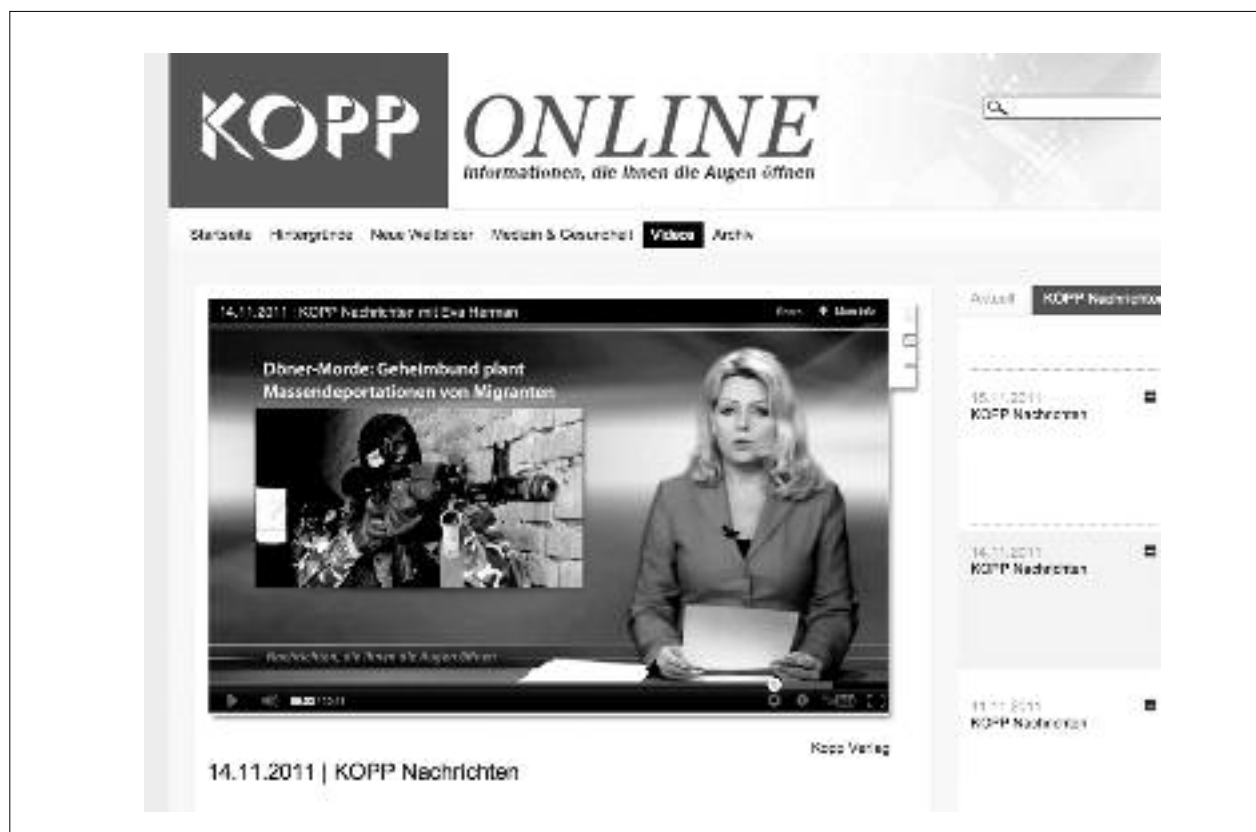 KOPP ONLINE
Informationen, die Ihnen die Augen öffnen
Startseite Hintergründe Neue Weltbilder Medizin & Gesundheit Videos Archiv
14.11.2011 | KOPP Nachrichten mit Eva Herman
Share More info
Döner-Morde: Geheimbund plant
Massendeportationen von Migranten
Nachrichten, die Ihnen die Augen öffnen
Kopp Verlag
14.11.2011 | KOPP Nachrichten
Aktuell KOPP Nachrichten
15.11.2011
KOPP Nachrichten
14.11.2011
KOPP Nachrichten
11.11.2011
KOPP Nachrichten